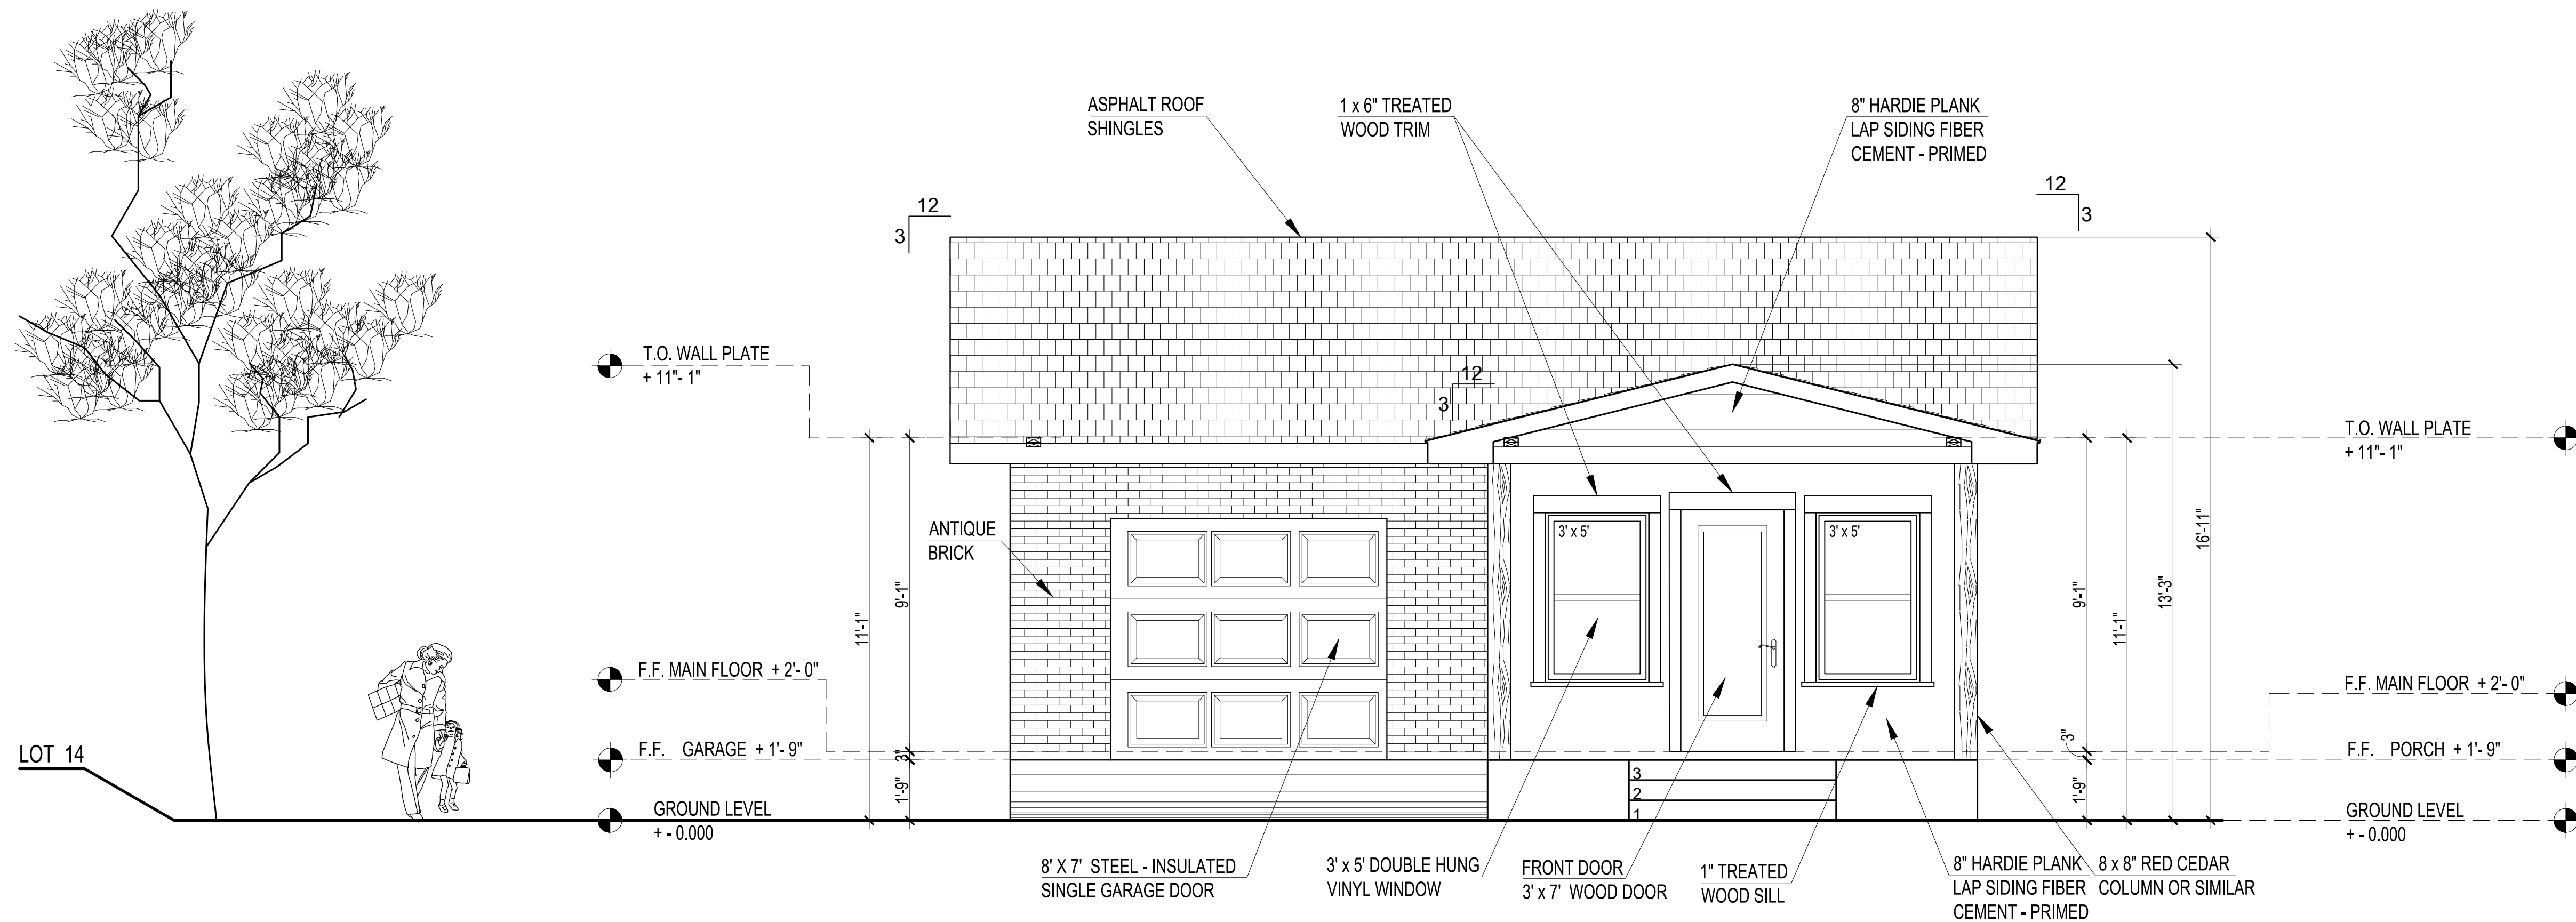 ASPHALT ROOF
SHINGLES
1 x 6" TREATED
WOOD TRIM
8" HARDIE PLANK
LAP SIDING FIBER
CEMENT - PRIMED
12
3
12
3
12
3
T.O. WALL PLATE
+ 11"- 1"
T.O. WALL PLATE
+ 11"- 1"
ANTIQUE
BRICK
3' x 5'
3' x 5'
11'-1"
9'-1"
3"
1'-9"
9'-1"
11'-1"
13'-3"
16'-11"
3"
1'-9"
F.F. MAIN FLOOR + 2'- 0"
F.F. GARAGE + 1'- 9"
GROUND LEVEL
+ - 0.000
F.F. MAIN FLOOR + 2'- 0"
F.F. PORCH + 1'- 9"
GROUND LEVEL
+ - 0.000
LOT 14
3
2
1
8' X 7' STEEL - INSULATED
SINGLE GARAGE DOOR
3' x 5' DOUBLE HUNG
VINYL WINDOW
FRONT DOOR
3' x 7' WOOD DOOR
1" TREATED
WOOD SILL
8" HARDIE PLANK
LAP SIDING FIBER
CEMENT - PRIMED
8 x 8" RED CEDAR
COLUMN OR SIMILAR